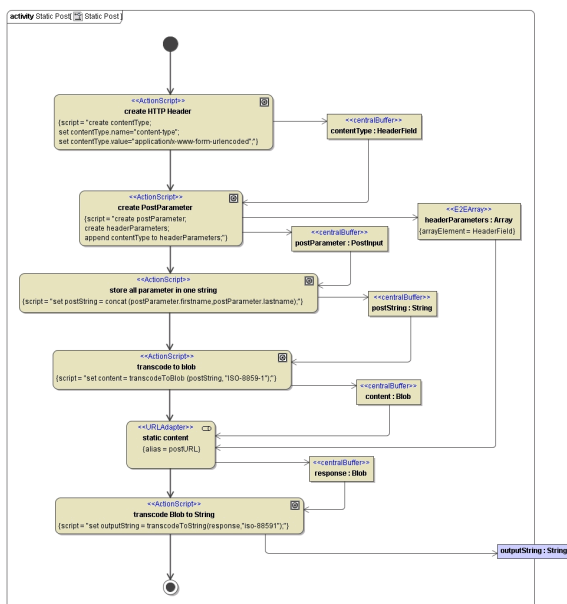 activity Static Post[ Static Post ]
<<ActionScript>>
create HTTP Header
{script = "create contentType;
set contentType.name="content-type";
set contentType.value="application/x-www-form-urlencoded";"}
<<centralBuffer>>
contentType : HeaderField
<<ActionScript>>
create PostParameter
{script = "create postParameter;
create headerParameters;
append contentType to headerParameters;"}
<<E2EArray>>
headerParameters : Array
{arrayElement = HeaderField}
<<centralBuffer>>
postParameter : PostInput
<<ActionScript>>
store all parameter in one string
{script = "set postString = concat (postParameter.firstname,postParameter.lastname);"}
<<centralBuffer>>
postString : String
<<ActionScript>>
transcode to blob
{script = "set content = transcodeToBlob (postString, "ISO-8859-1");"}
<<centralBuffer>>
content : Blob
<<URLAdapter>>
static content
{alias = postURL}
<<centralBuffer>>
response : Blob
<<ActionScript>>
transcode Blob to String
{script = "set outputString = transcodeToString(response,"iso-88591");"}
outputString : String